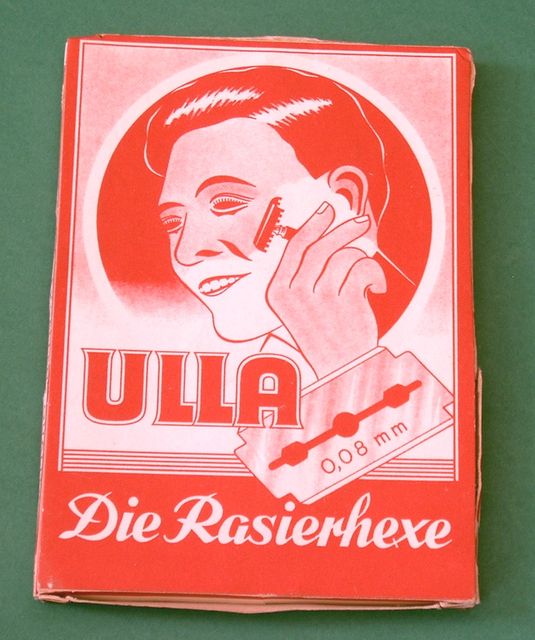 ULLA
0,08 mm
Die Rasierhexe